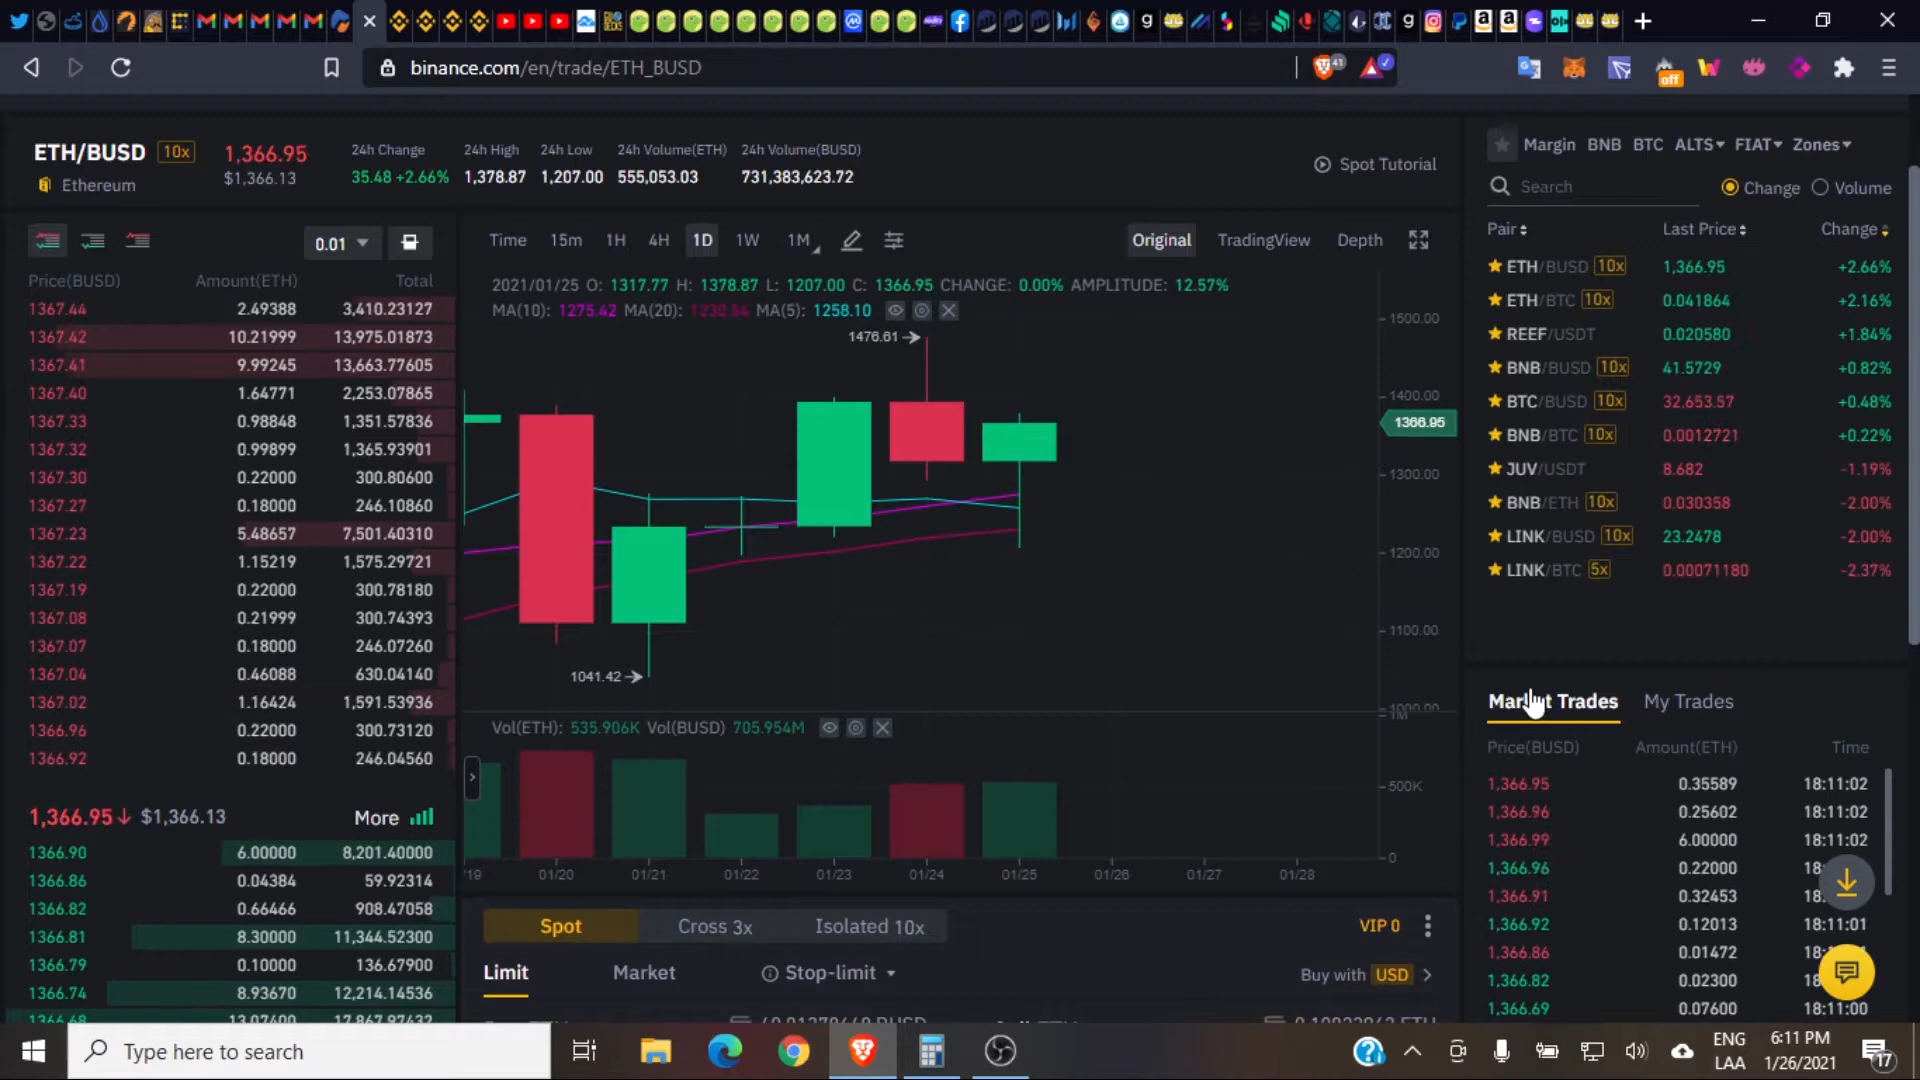 binance.com/en/trade/ETH_BUSD
41
off
ETH/BUSD 10x
Ethereum
1,366.95
$1,366.13
24h Change
35.48 +2.66%
24h High
1,378.87
24h Low
1,207.00
24h Volume(ETH)
555,053.03
24h Volume(BUSD)
731,383,623.72
Spot Tutorial
0.01
Price(BUSD) Amount(ETH) Total
1367.44 2.49388 3,410.23127
1367.42 10.21999 13,975.01873
1367.41 9.99245 13,663.77605
1367.40 1.64771 2,253.07865
1367.33 0.98848 1,351.57836
1367.32 0.99899 1,365.93901
1367.30 0.22000 300.80600
1367.27 0.18000 246.10860
1367.23 5.48657 7,501.40310
1367.22 1.15219 1,575.29721
1367.19 0.22000 300.78180
1367.08 0.21999 300.74393
1367.07 0.18000 246.07260
1367.04 0.46088 630.04140
1367.02 1.16424 1,591.53936
1366.96 0.22000 300.73120
1366.92 0.18000 246.04560
1,366.95↓ $1,366.13 More
1366.90 6.00000 8,201.40000
1366.86 0.04384 59.92314
1366.82 0.66466 908.47058
1366.81 8.30000 11,344.52300
1366.79 0.10000 136.67900
1366.74 8.93670 12,214.14536
1366.68 13.07400 17,867.97432
Time 15m 1H 4H 1D 1W 1M
Original TradingView Depth
2021/01/25 O: 1317.77 H: 1378.87 L: 1207.00 C: 1366.95 CHANGE: 0.00% AMPLITUDE: 12.57%
MA(10): 1275.42 MA(20): 1230.54 MA(5): 1258.10
1476.61→
1041.42→
1500.00
1400.00
1366.95
1300.00
1200.00
1100.00
1000.00
Vol(ETH): 535.906K Vol(BUSD) 705.954M
1M
500K
0
/19 01/20 01/21 01/22 01/23 01/24 01/25 01/26 01/27 01/28
Spot Cross 3x Isolated 10x
VIP 0
Limit Market Stop-limit
Buy with USD
Margin BNB BTC ALTS FIAT Zones
Search
Change Volume
Pair Last Price Change
ETH/BUSD 10x 1,366.95 +2.66%
ETH/BTC 10x 0.041864 +2.16%
REEF/USDT 0.020580 +1.84%
BNB/BUSD 10x 41.5729 +0.82%
BTC/BUSD 10x 32,653.57 +0.48%
BNB/BTC 10x 0.0012721 +0.22%
JUV/USDT 8.682 -1.19%
BNB/ETH 10x 0.030358 -2.00%
LINK/BUSD 10x 23.2478 -2.00%
LINK/BTC 5x 0.00071180 -2.37%
Market Trades My Trades
Price(BUSD) Amount(ETH) Time
1,366.95 0.35589 18:11:02
1,366.96 0.25602 18:11:02
1,366.99 6.00000 18:11:02
1,366.96 0.22000 18:
1,366.91 0.32453 18:
1,366.92 0.12013 18:11:01
1,366.86 0.01472 18:
1,366.82 0.02300 18:
1,366.69 0.07600 18:11:00
Type here to search
ENG
LAA
6:11 PM
1/26/2021
17